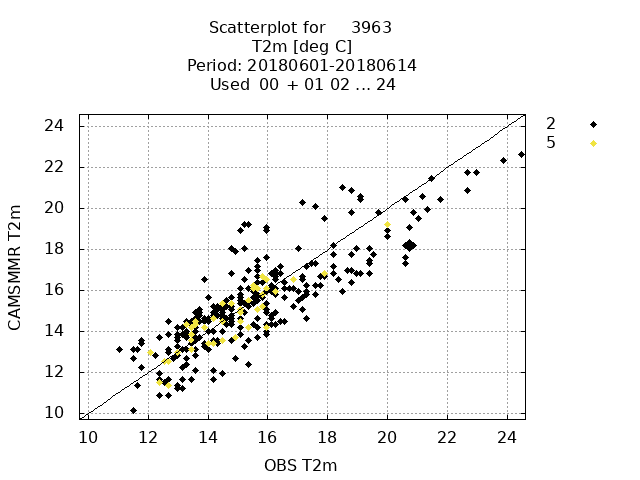 Scatterplot for 3963
T2m [deg C]
Period: 20180601-20180614
Used 00 + 01 02 ... 24
2
5
24
22
20
18
16
14
12
10
CAMSMMR T2m
10 12 14 16 18 20 22 24
OBS T2m